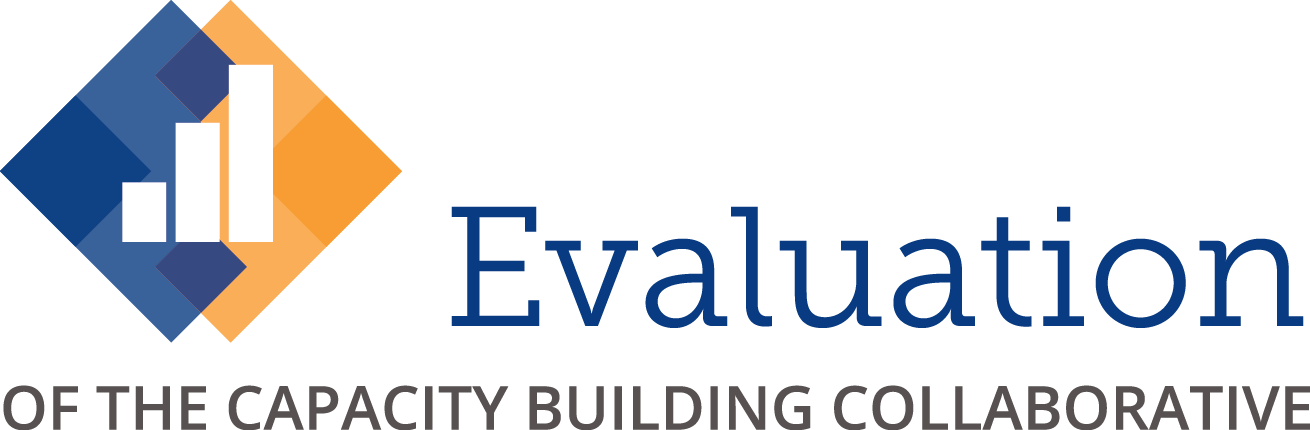 Evaluation
OF THE CAPACITY BUILDING COLLABORATIVE